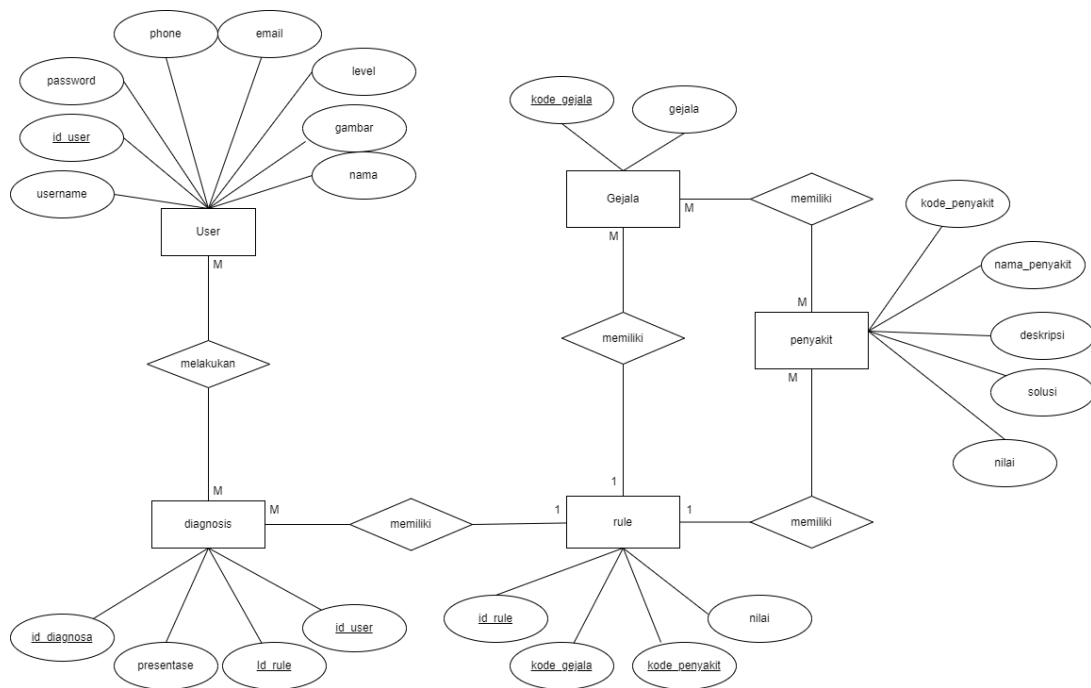 phone
email
password
level
id_user
gambar
username
nama
User
M
melakukan
M
diagnosis
M
memiliki
1
id_diagnosa
presentase
Id_rule
id_user
kode_gejala
gejala
Gejala
M
M
memiliki
M
memiliki
1
kode_penyakit
nama_penyakit
penyakit
deskripsi
solusi
nilai
M
rule
1
memiliki
id_rule
kode_gejala
kode_penyakit
nilai